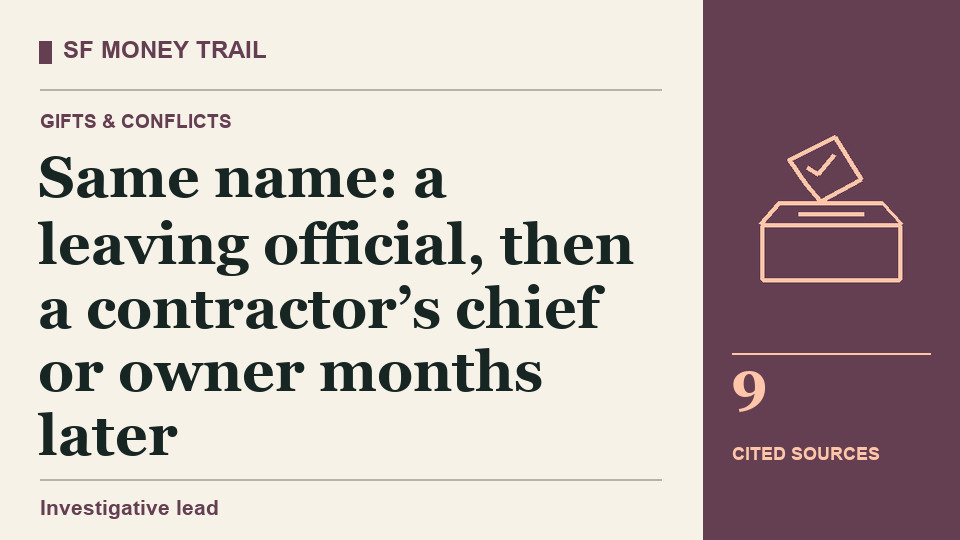 SF MONEY TRAIL
GIFTS & CONFLICTS
Same name: a
leaving official, then
a contractor’s chief
or owner months
later
Investigative lead
9
CITED SOURCES